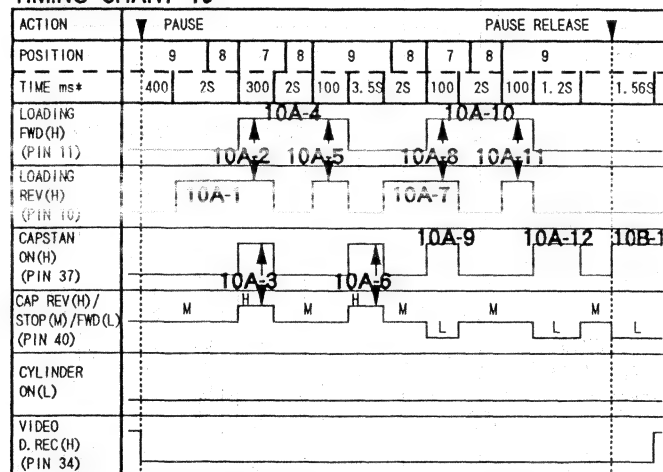 ACTION PAUSE PAUSE RELEASE
POSITION 9 8 7 8 9 8 7 8 9
TIME ms* 400 2S 300 2S 100 3.5S 2S 100 2S 100 1.2S 1.56S
LOADING
FWD(H)
(PIN 11)
10A-4 10A-10
10A-2 10A-5 10A-8 10A-11
LOADING
REV(H)
(PIN 10)
10A-1 10A-7
CAPSTAN
ON(H)
(PIN 37)
10A-9 10A-12 10B-1
10A-3 10A-6
CAP REV(H)/
STOP(M)/FWD(L)
(PIN 40)
M H M H M L M L M L
CYLINDER
ON(L)
VIDEO
D.REC(H)
(PIN 34)